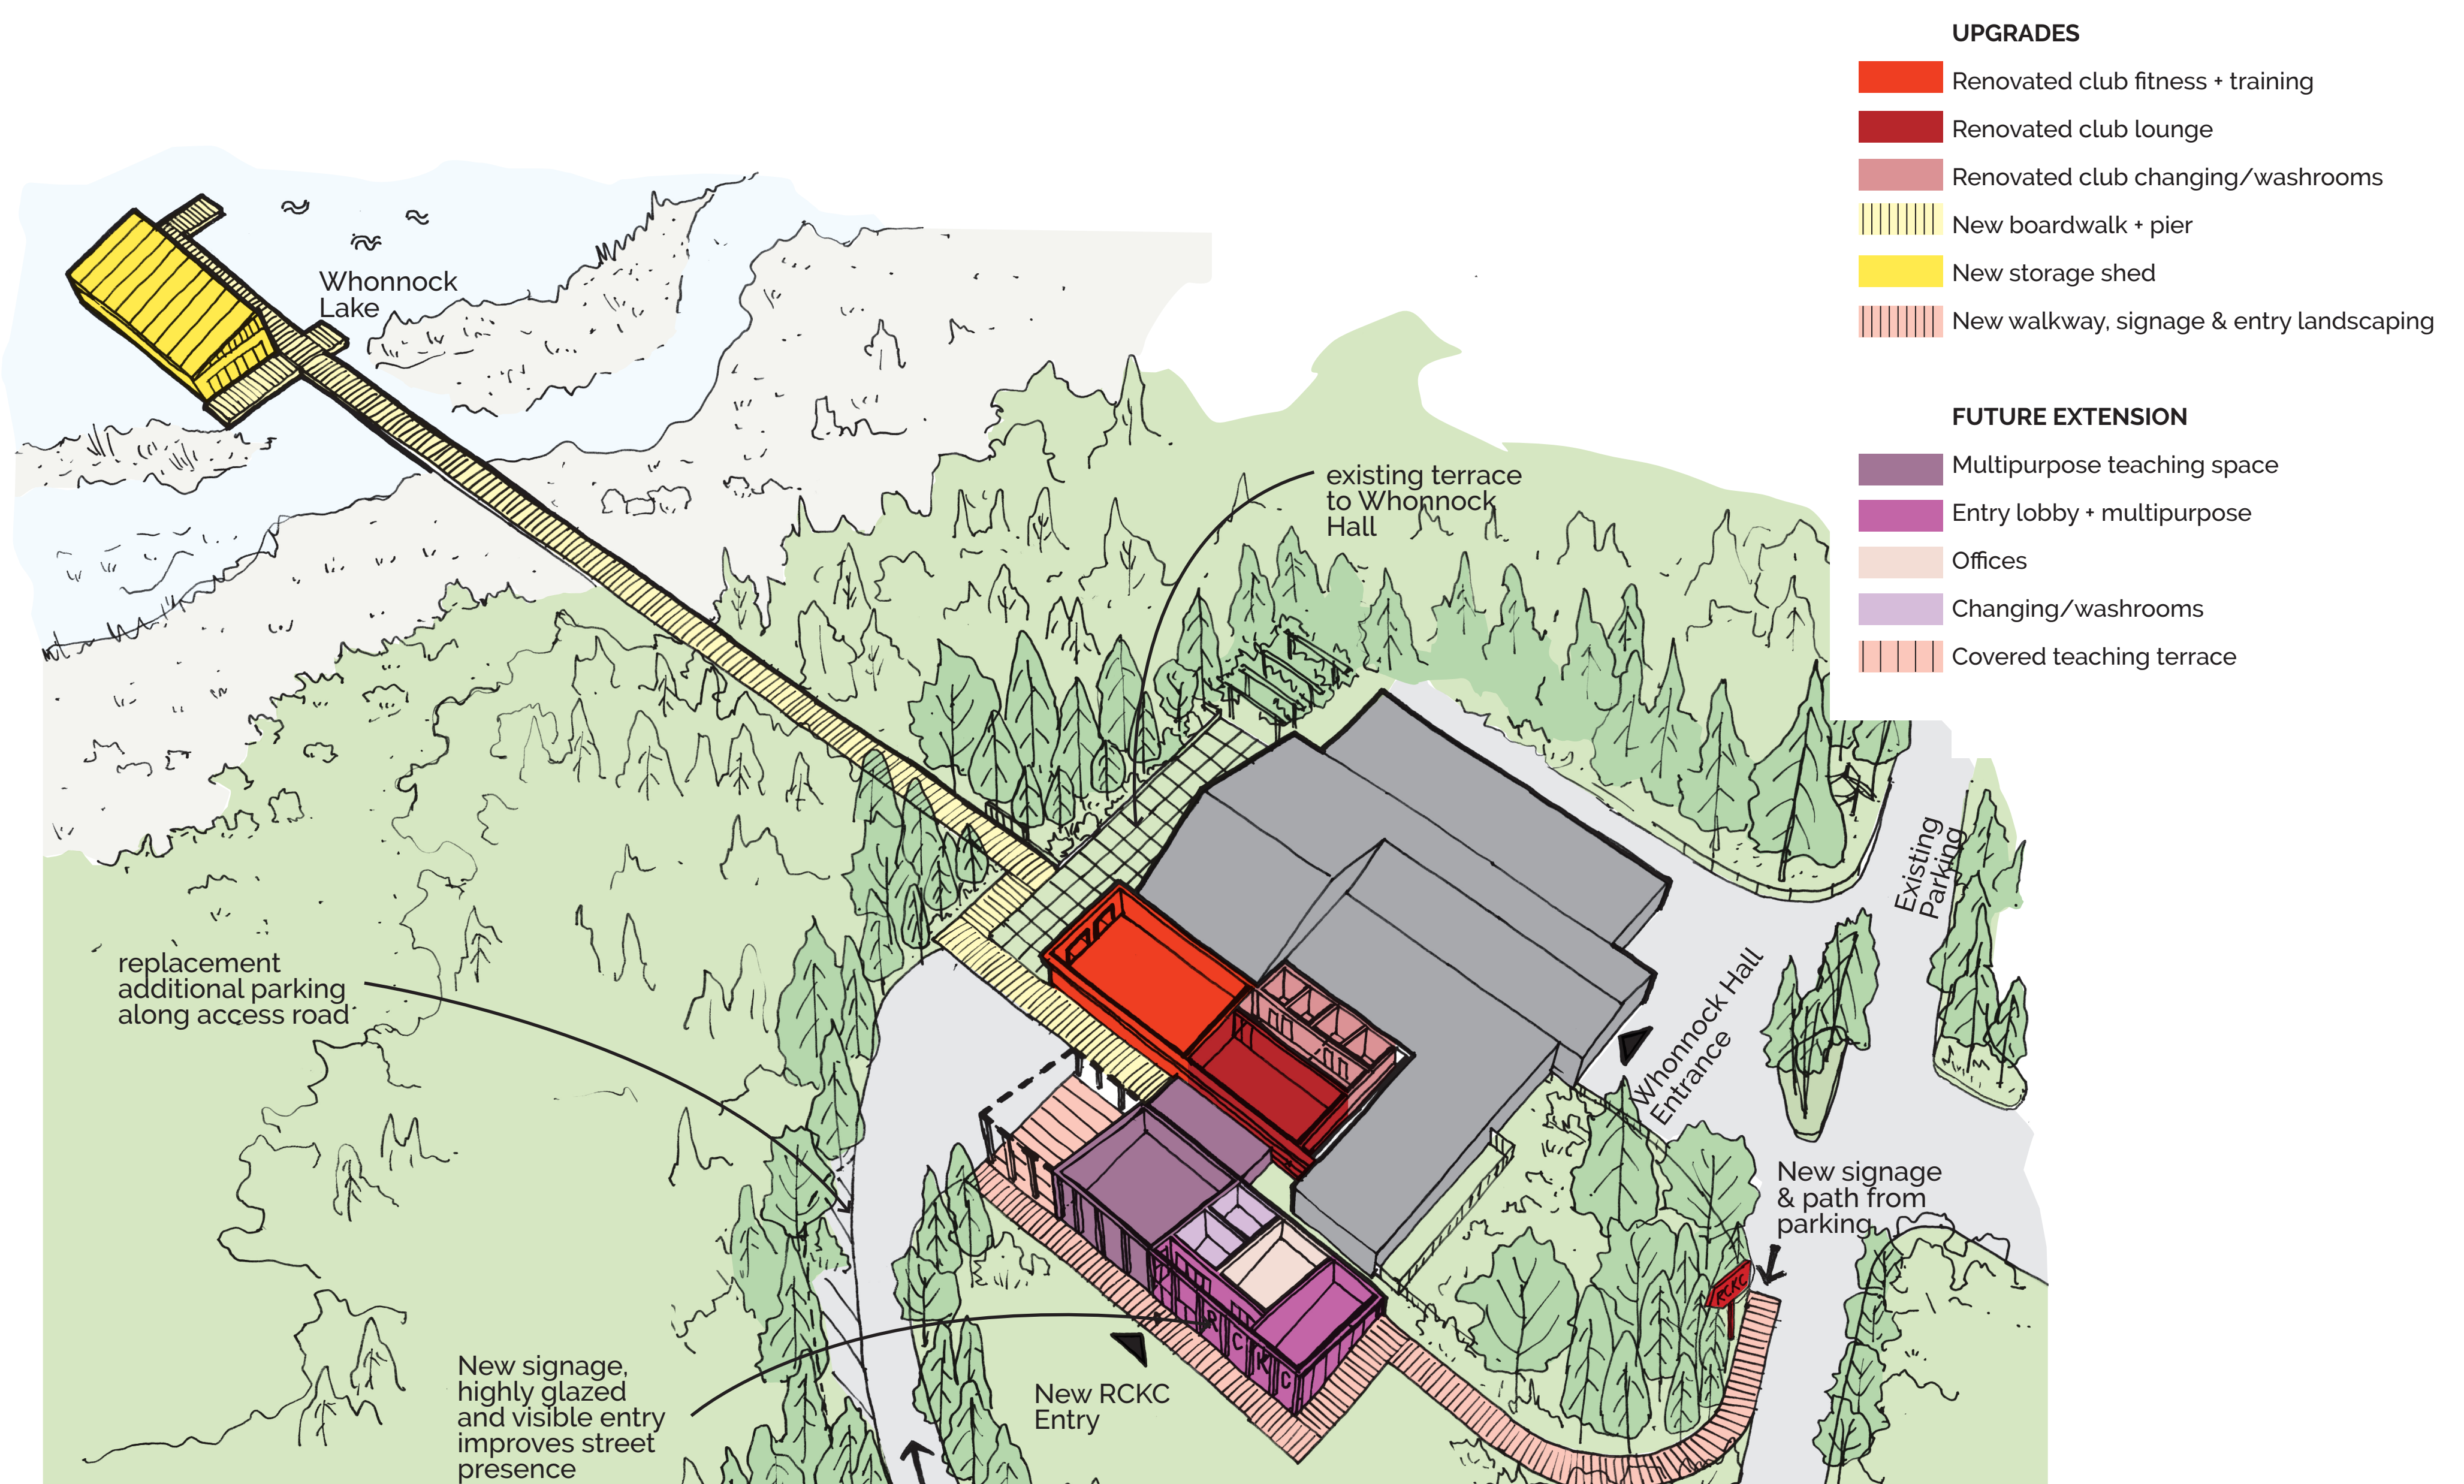 UPGRADES
Renovated club fitness + training
Renovated club lounge
Renovated club changing/washrooms
New boardwalk + pier
New storage shed
New walkway, signage & entry landscaping
FUTURE EXTENSION
Multipurpose teaching space
Entry lobby + multipurpose
Offices
Changing/washrooms
Covered teaching terrace
Whonnock
Lake
existing terrace
to Whonnock
Hall
Existing
Parking
Whonnock Hall
Entrance
replacement
additional parking
along access road
New signage
& path from
parking
RCKC
RCKC
New signage,
highly glazed
and visible entry
improves street
presence
New RCKC
Entry